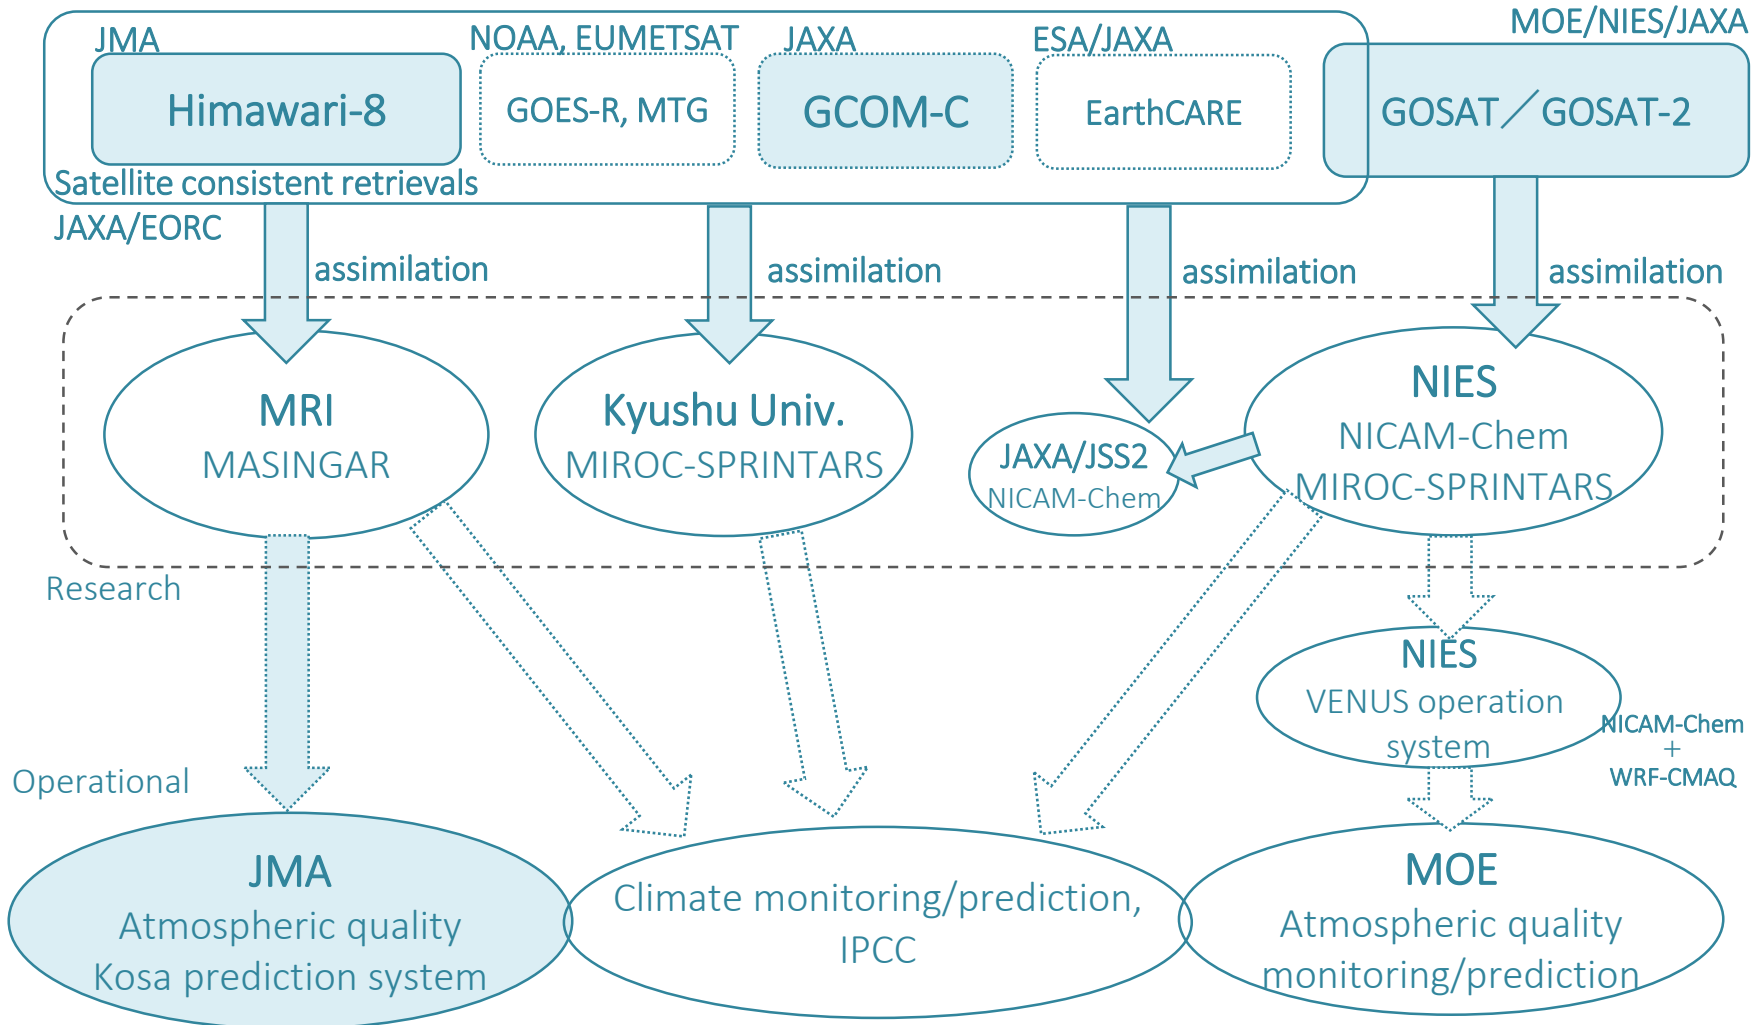 JMA
NOAA, EUMETSAT
JAXA
ESA/JAXA
MOE/NIES/JAXA
Himawari-8
GOES-R, MTG
GCOM-C
EarthCARE
GOSAT／GOSAT-2
Satellite consistent retrievals
JAXA/EORC
assimilation
assimilation
assimilation
assimilation
MRI
MASINGAR
Kyushu Univ.
MIROC-SPRINTARS
JAXA/JSS2
NICAM-Chem
NIES
NICAM-Chem
MIROC-SPRINTARS
Research
NIES
VENUS operation
system
NICAM-Chem
+
WRF-CMAQ
Operational
JMA
Atmospheric quality
Kosa prediction system
Climate monitoring/prediction,
IPCC
MOE
Atmospheric quality
monitoring/prediction